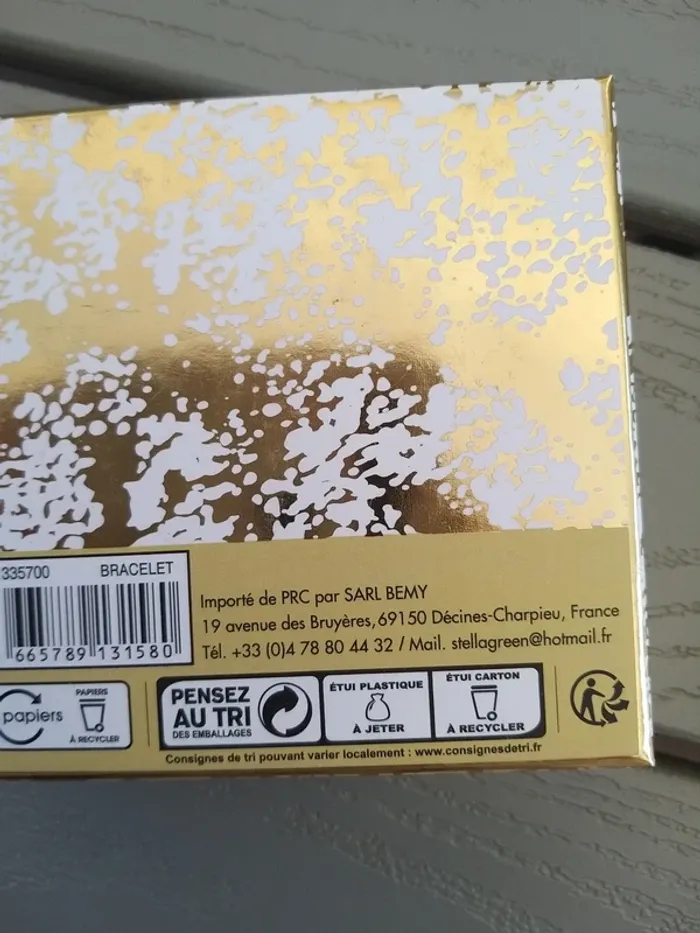 335700 BRACELET
665789 131580
Importé de PRC par SARL BEMY
19 avenue des Bruyères,69150 Décines-Charpieu, France
Tél. +33 (0)4 78 80 44 32 / Mail. stellagreen@hotmail.fr
papiers
PAPIERS
À RECYCLER
PENSEZ
AU TRI
DES EMBALLAGES
ÉTUI PLASTIQUE
À JETER
ÉTUI CARTON
À RECYCLER
Consignes de tri pouvant varier localement : www.consignesdetri.fr